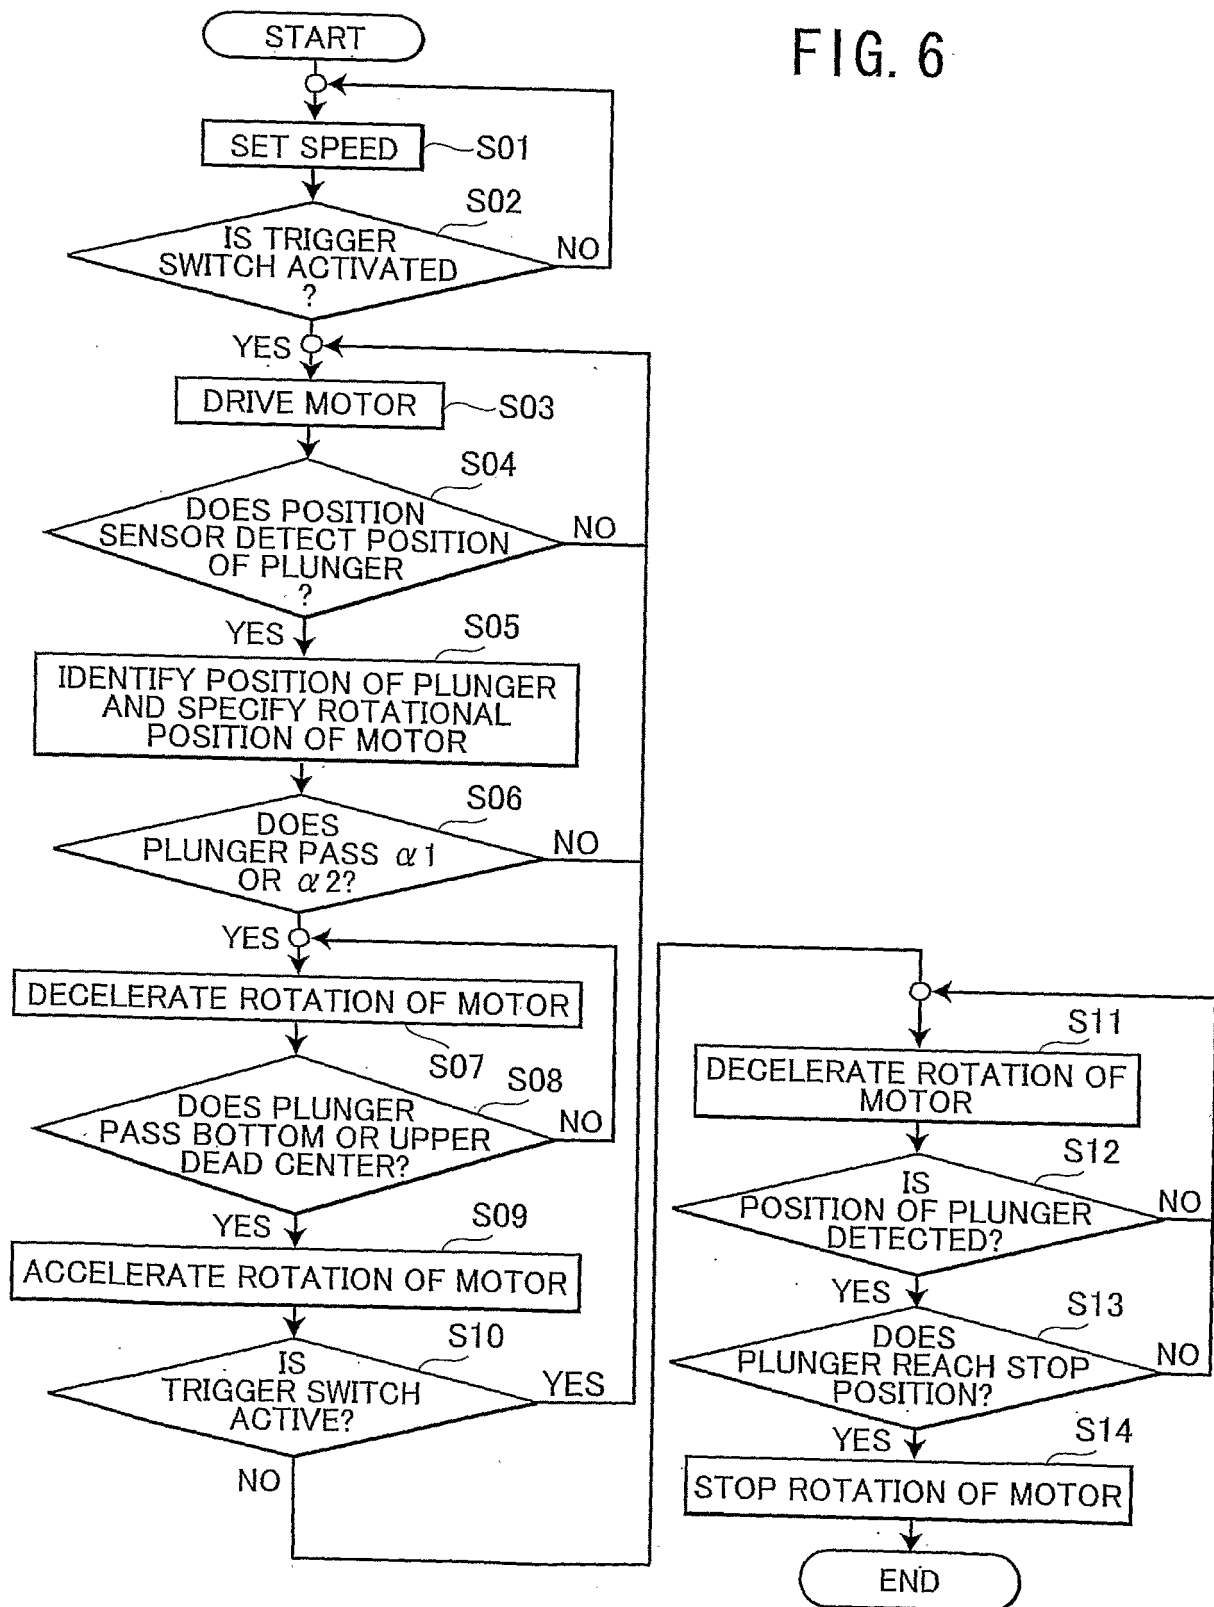 FIG. 6
START
SET SPEED
S01
S02
IS TRIGGER
SWITCH ACTIVATED
?
NO
YES
DRIVE MOTOR
S03
S04
DOES POSITION
SENSOR DETECT POSITION
OF PLUNGER
?
NO
YES
S05
IDENTIFY POSITION OF PLUNGER
AND SPECIFY ROTATIONAL
POSITION OF MOTOR
S06
DOES
PLUNGER PASS α1
OR α2?
NO
YES
DECELERATE ROTATION OF MOTOR
S07
S08
DOES PLUNGER
PASS BOTTOM OR UPPER
DEAD CENTER?
NO
YES
S09
ACCELERATE ROTATION OF MOTOR
S10
IS
TRIGGER SWITCH
ACTIVE?
YES
NO
S11
DECELERATE ROTATION OF
MOTOR
S12
IS
POSITION OF PLUNGER
DETECTED?
NO
YES
S13
DOES
PLUNGER REACH STOP
POSITION?
NO
YES
S14
STOP ROTATION OF MOTOR
END